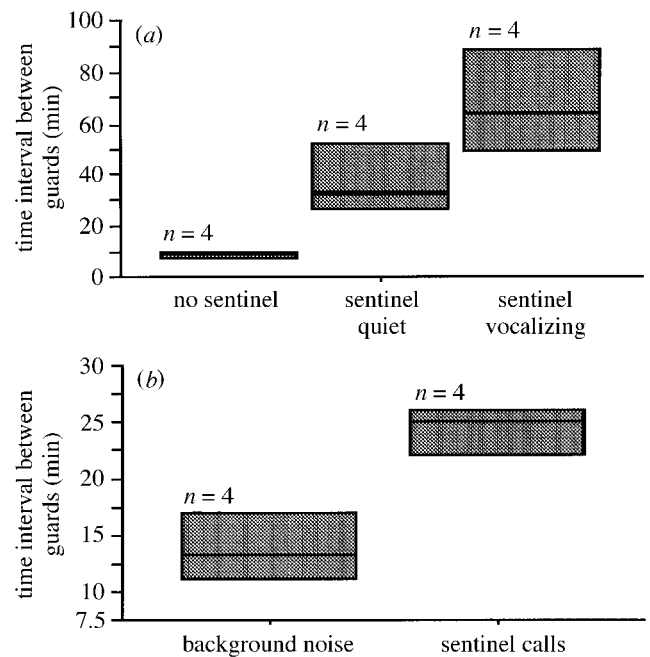 (a)
time interval between
guards (min)
100
80
60
40
20
0
n = 4
n = 4
n = 4
no sentinel
sentinel
quiet
sentinel
vocalizing
(b)
time interval between
guards (min)
30
25
20
15
10
7.5
n = 4
n = 4
background noise
sentinel calls